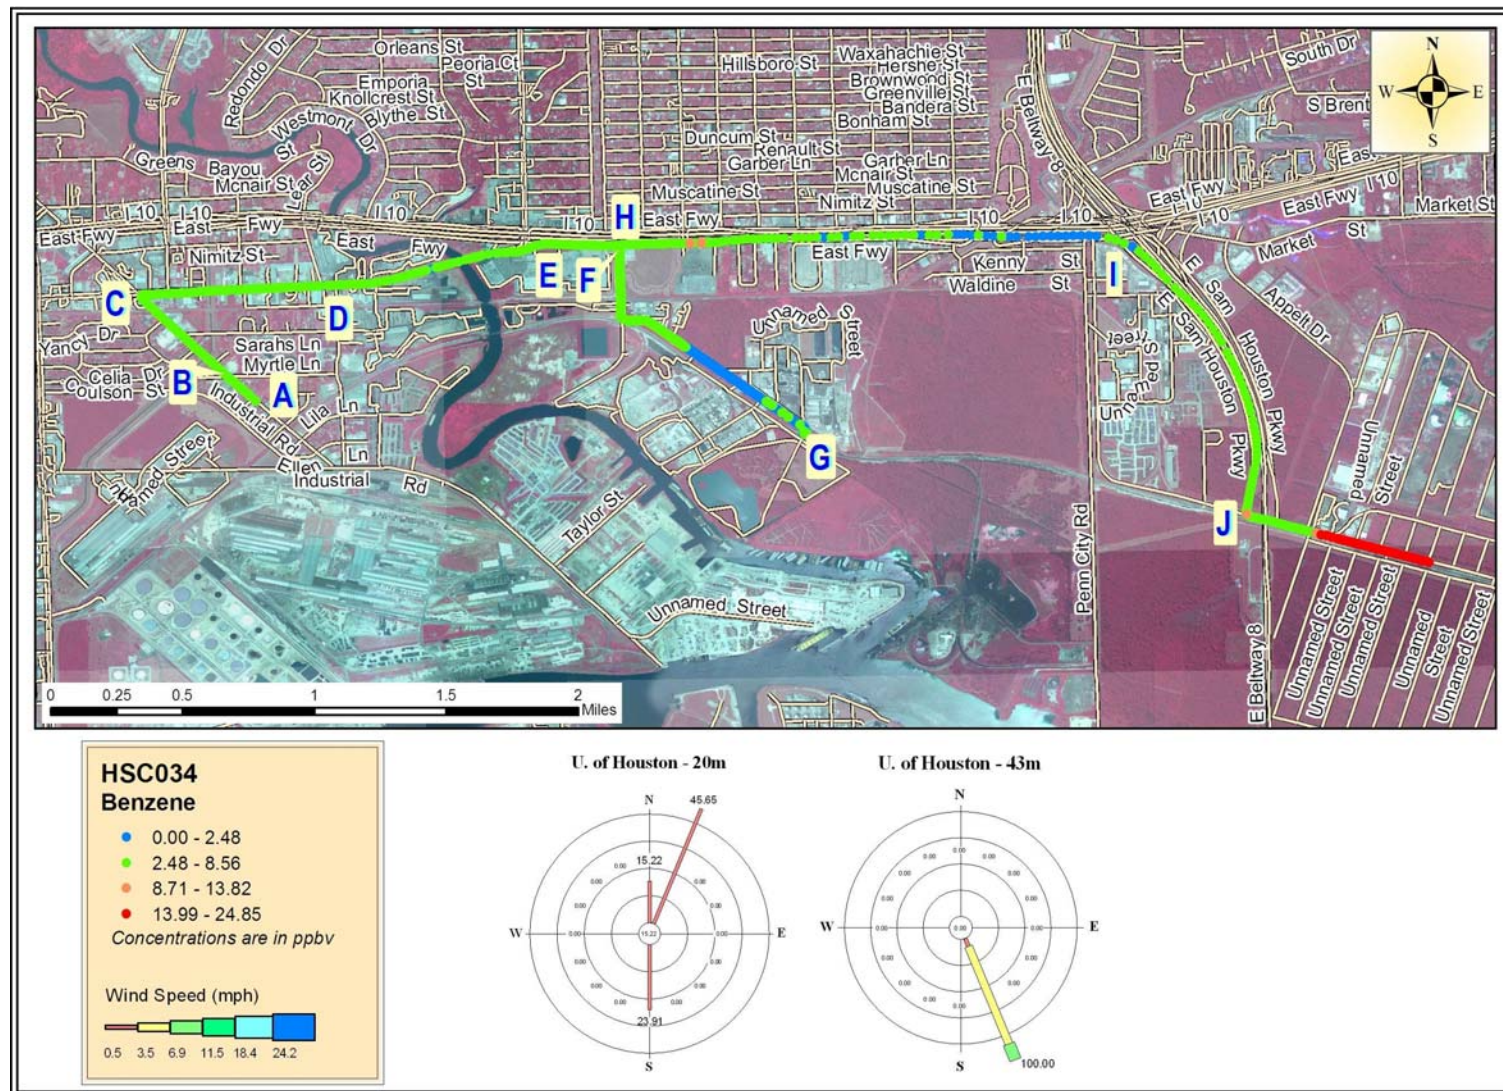 Orleans St
Peoria Ct
St
Redondo Dr
Emporia
Knollcrest St
Blythe St
Westmont Dr
St
Hillsboro St
Waxahachie St
Hershe St
Brownwood St
Greenville St
Bandera St
Bonham St
E Beltway 8
South Dr
S Brent
N
W
E
S
Greens Bayou
Mcnair St
Lear St
Duncum St
Renault St
Garber Ln
Garber Ln
Mcnair St
Muscatine St
Muscatine St
Nimitz St
I 10
I 10
I 10
I 10
I 10
I 10
I 10
I 10
East Fwy
East Fwy
East Fwy
East Fwy
East Fwy
East Fwy
East Fwy
Market St
Market St
Nimitz St
H
C
D
E
F
I
Kenny St
Waldine St
E Sam Houston Pkwy
E Sam Houston Pkwy
Appelt Dr
Yancy Dr
Sarahs Ln
Myrtle Ln
B
A
Celia Dr
Coulson St
Industrial Rd
Lila Ln
Ellen Ln
Industrial Rd
Unnamed Street
Unnamed Street
Unnamed Street
G
Unnamed Street
J
Taylor St
Penn City Rd
Unnamed Street
E Beltway 8
Unnamed Street
Unnamed Street
Unnamed Street
Unnamed Street
Unnamed Street
0 0.25 0.5 1 1.5 2
Miles
HSC034
Benzene
0.00 - 2.48
2.48 - 8.56
8.71 - 13.82
13.99 - 24.85
Concentrations are in ppbv
Wind Speed (mph)
0.5 3.5 6.9 11.5 18.4 24.2
U. of Houston - 20m
N
45.65
15.22
W
15.22
E
23.91
S
U. of Houston - 43m
N
W
0.00
E
S
100.00